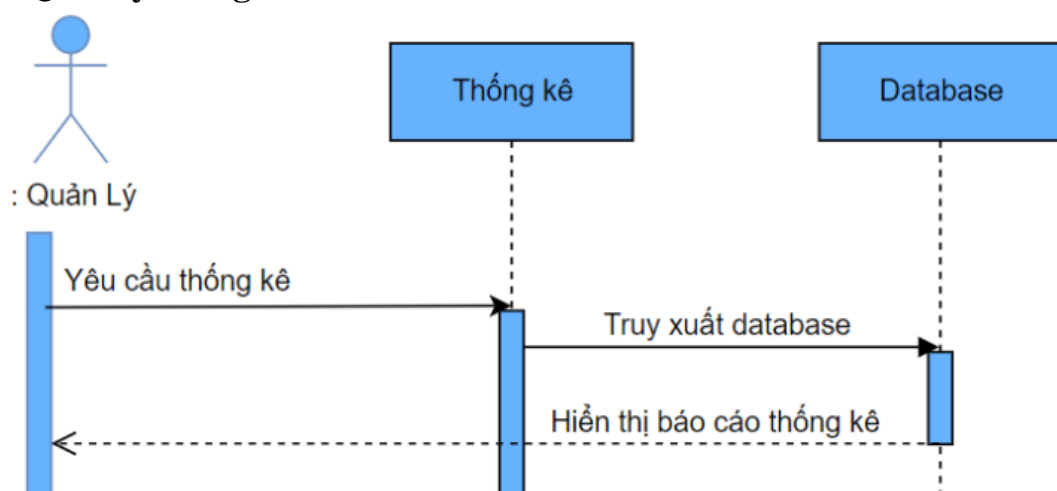 Thống kê
Database
: Quản Lý
Yêu cầu thống kê
Truy xuất database
Hiển thị báo cáo thống kê